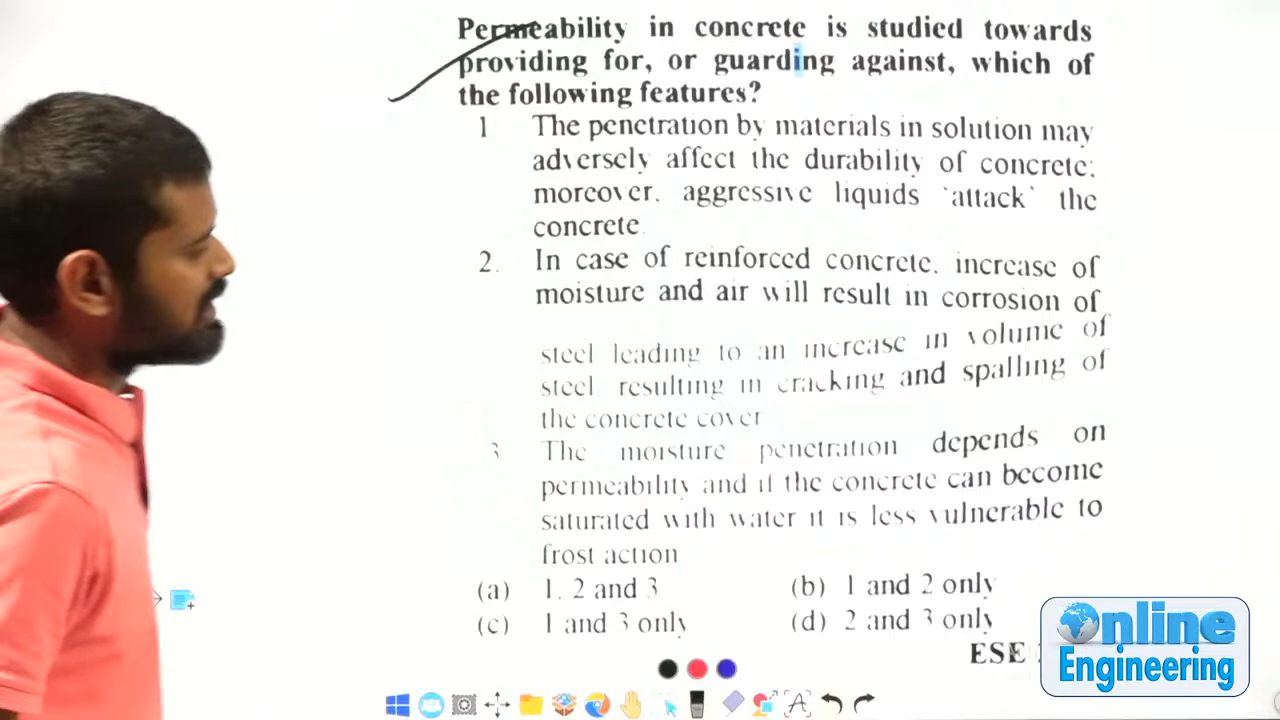 Permeability in concrete is studied towards
providing for, or guarding against, which of
the following features?
1 The penetration by materials in solution may
adversely affect the durability of concrete;
moreover, aggressive liquids 'attack' the
concrete.
2. In case of reinforced concrete, increase of
moisture and air will result in corrosion of
steel leading to an increase in volume of
steel, resulting in cracking and spalling of
the concrete cover
3 The moisture penetration depends on
permeability and if the concrete can become
saturated with water it is less vulnerable to
frost action
(a) 1, 2 and 3 (b) 1 and 2 only
(c) 1 and 3 only (d) 2 and 3 only
ESE
Online
Engineering